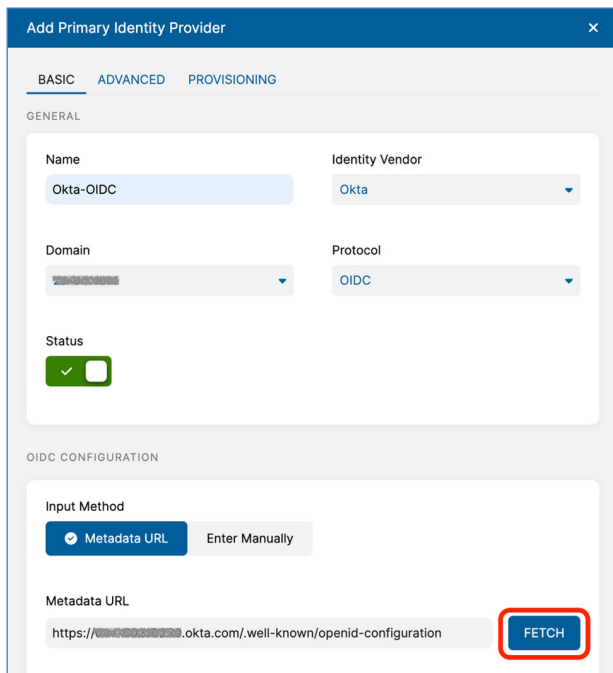 Add Primary Identity Provider
BASIC ADVANCED PROVISIONING
GENERAL
Name Identity Vendor
Okta-OIDC Okta
Domain Protocol
OIDC
Status
OIDC CONFIGURATION
Input Method
Metadata URL Enter Manually
Metadata URL
https:// .okta.com/.well-known/openid-configuration FETCH